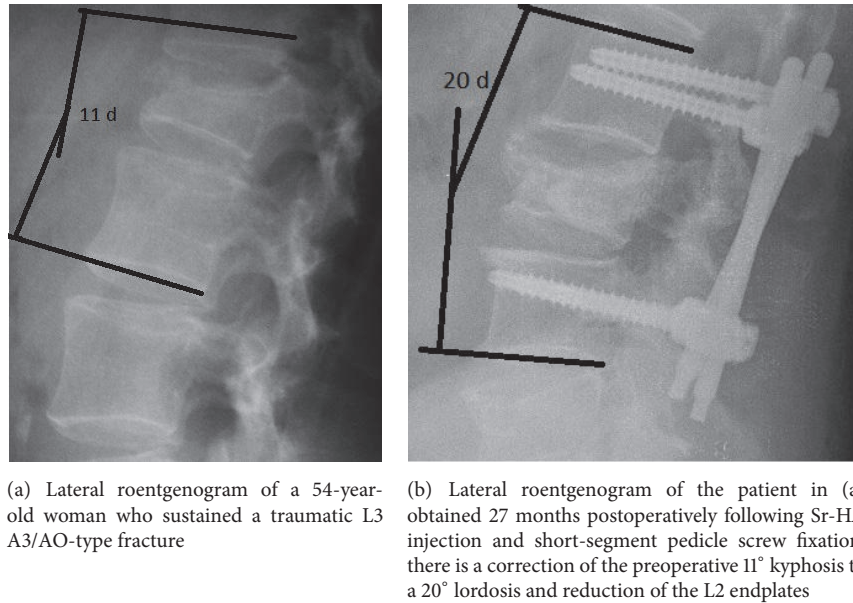 11 d
20 d
(a) Lateral roentgenogram of a 54-year-
old woman who sustained a traumatic L3
A3/AO-type fracture
(b) Lateral roentgenogram of the patient in (a
obtained 27 months postoperatively following Sr-HA
injection and short-segment pedicle screw fixation
there is a correction of the preoperative 11° kyphosis t
a 20° lordosis and reduction of the L2 endplates